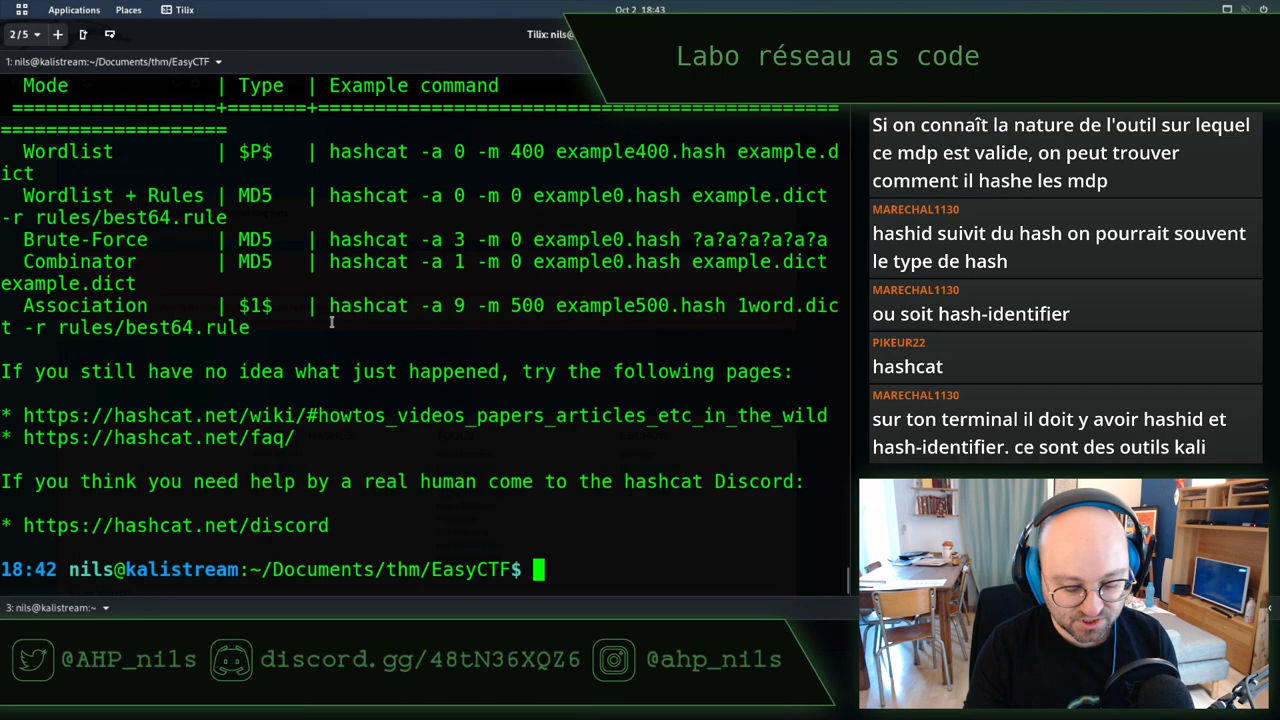 Applications Places Tilix
Oct 2 18:43
2/5
Tilix: nils@
Labo réseau as code
1: nils@kalistream:~/Documents/thm/EasyCTF
Mode | Type | Example command
==================+=======+=============================================
====================
Wordlist | $P$ | hashcat -a 0 -m 400 example400.hash example.d
ict
Wordlist + Rules | MD5 | hashcat -a 0 -m 0 example0.hash example.dict
-r rules/best64.rule
Brute-Force | MD5 | hashcat -a 3 -m 0 example0.hash ?a?a?a?a?a?a
Combinator | MD5 | hashcat -a 1 -m 0 example0.hash example.dict
example.dict
Association | $1$ | hashcat -a 9 -m 500 example500.hash 1word.dic
t -r rules/best64.rule
If you still have no idea what just happened, try the following pages:
* https://hashcat.net/wiki/#howtos_videos_papers_articles_etc_in_the_wild
* https://hashcat.net/faq/
If you think you need help by a real human come to the hashcat Discord:
* https://hashcat.net/discord
18:42 nils@kalistream:~/Documents/thm/EasyCTF$
3: nils@kalistream:~
Si on connaît la nature de l'outil sur lequel
ce mdp est valide, on peut trouver
comment il hashe les mdp
MARECHAL1130
hashid suivit du hash on pourrait souvent
le type de hash
MARECHAL1130
ou soit hash-identifier
PIKEUR22
hashcat
MARECHAL1130
sur ton terminal il doit y avoir hashid et
hash-identifier. ce sont des outils kali
@AHP_nils
discord.gg/48tN36XQZ6
@ahp_nils